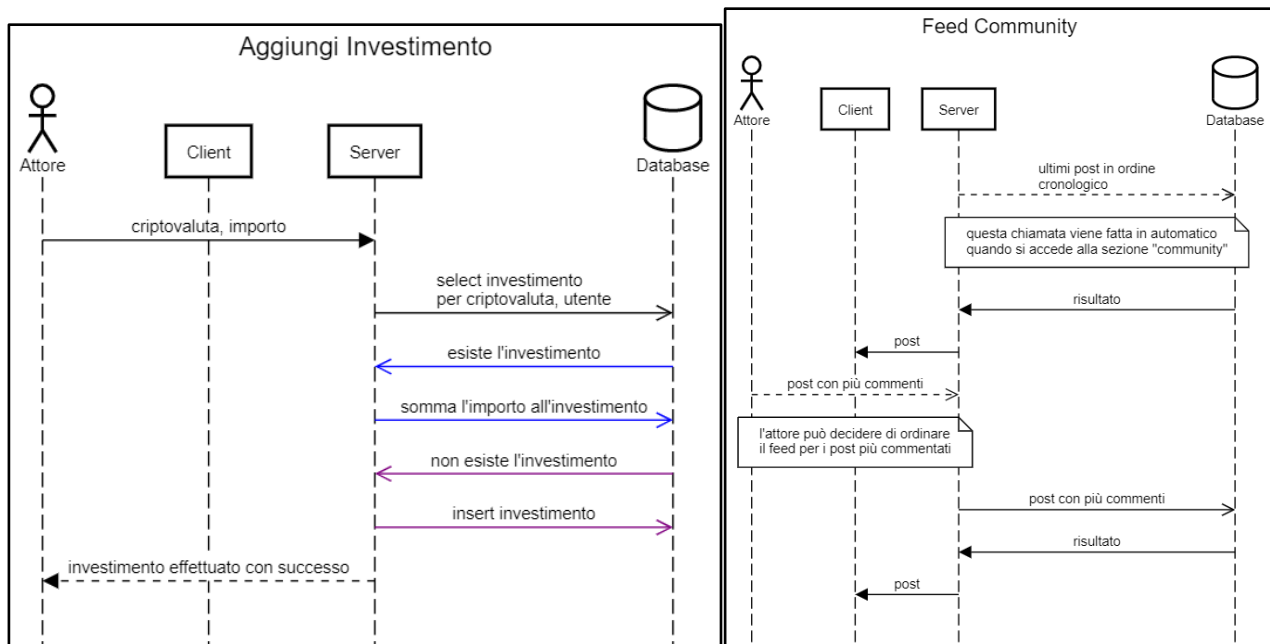 Aggiungi Investimento
Attore
Client
Server
Database
criptovaluta, importo
select investimento
per criptovaluta, utente
esiste l'investimento
somma l'importo all'investimento
non esiste l'investimento
insert investimento
investimento effettuato con successo
Feed Community
Attore
Client
Server
Database
ultimi post in ordine
cronologico
questa chiamata viene fatta in automatico
quando si accede alla sezione "community"
risultato
post
post con più commenti
l'attore può decidere di ordinare
il feed per i post più commentati
post con più commenti
risultato
post